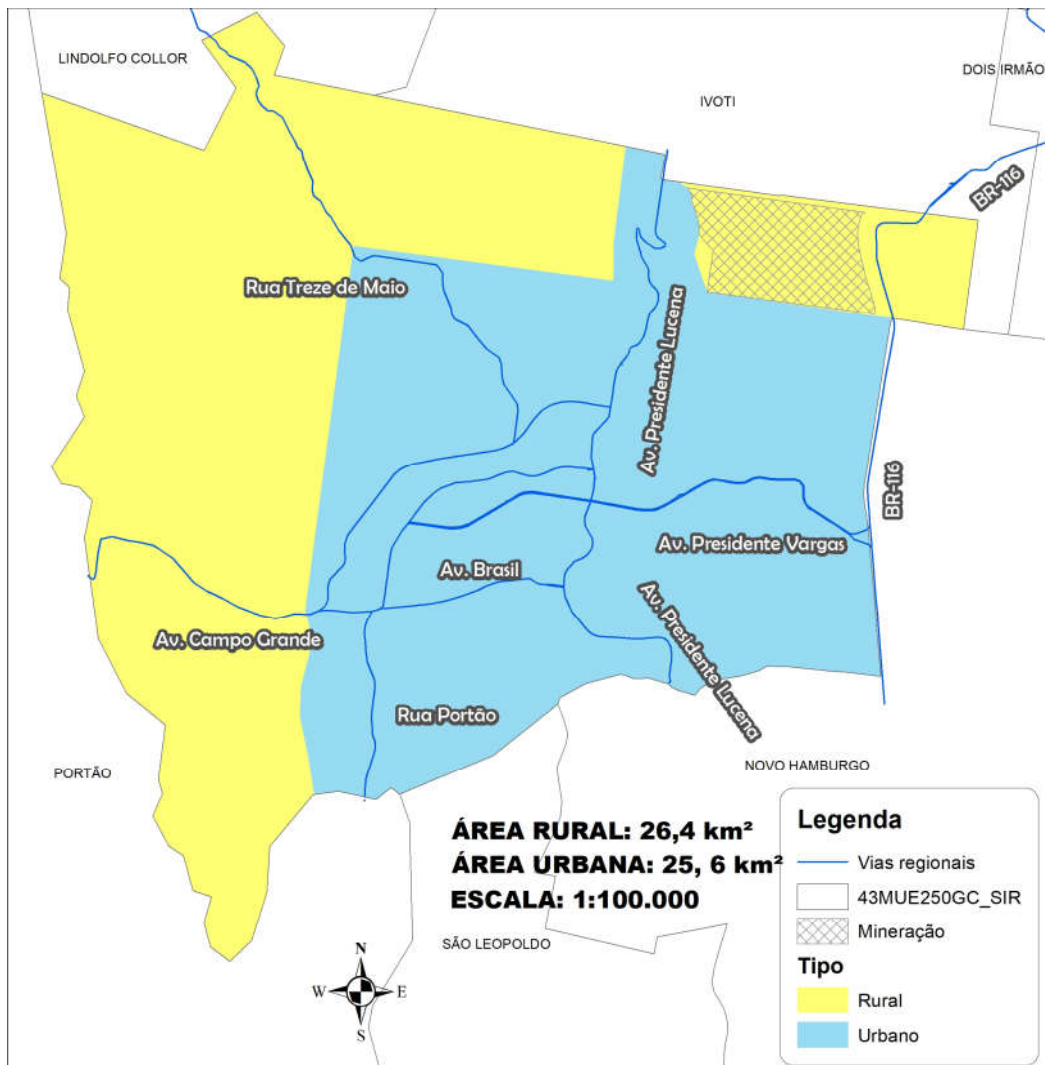 LINDOLFO COLLOR
DOIS IRMÃO
IVOTI
BR-116
Rua Treze de Maio
Av. Presidente Lucena
BR-116
Av. Presidente Vargas
Av. Brasil
Av. Campo Grande
Av. Presidente Lucena
Rua Portão
PORTÃO
NOVO HAMBURGO
ÁREA RURAL: 26,4 km²
ÁREA URBANA: 25, 6 km²
ESCALA: 1:100.000
SÃO LEOPOLDO
N
W
E
S
Legenda
Vias regionais
43MUE250GC_SIR
Mineração
Tipo
Rural
Urbano